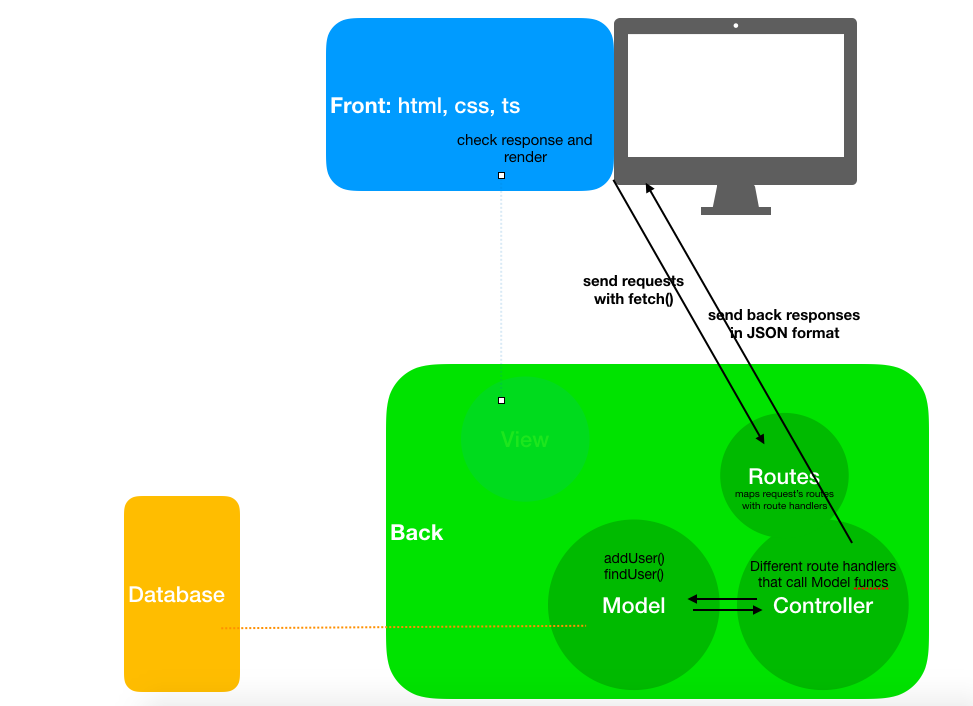 Front: html, css, ts
check response and
render
send requests
with fetch()
send back responses
in JSON format
View
Routes
maps request's routes
with route handlers
Back
addUser()
findUser()
Model
Different route handlers
that call Model funcs
Controller
Database